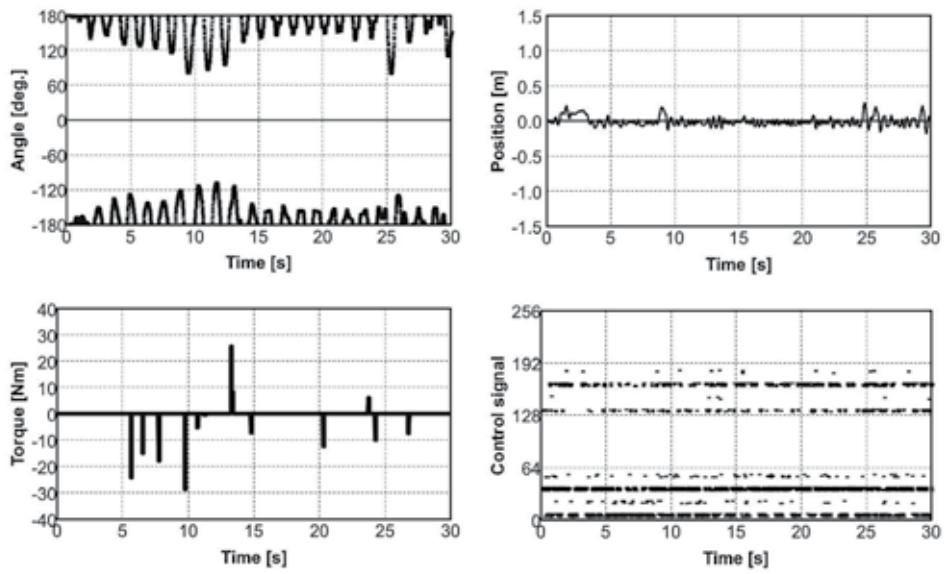 180
120
60
0
-60
-120
-180
0 5 10 15 20 25 30
Angle [deg.]
Time [s]
1.5
1.0
0.5
0.0
-0.5
-1.0
-1.5
0 5 10 15 20 25 30
Position [m]
Time [s]
40
30
20
10
0
-10
-20
-30
-40
0 5 10 15 20 25 30
Torque [Nm]
Time [s]
256
192
128
64
0
0 5 10 15 20 25 30
Control signal
Time [s]